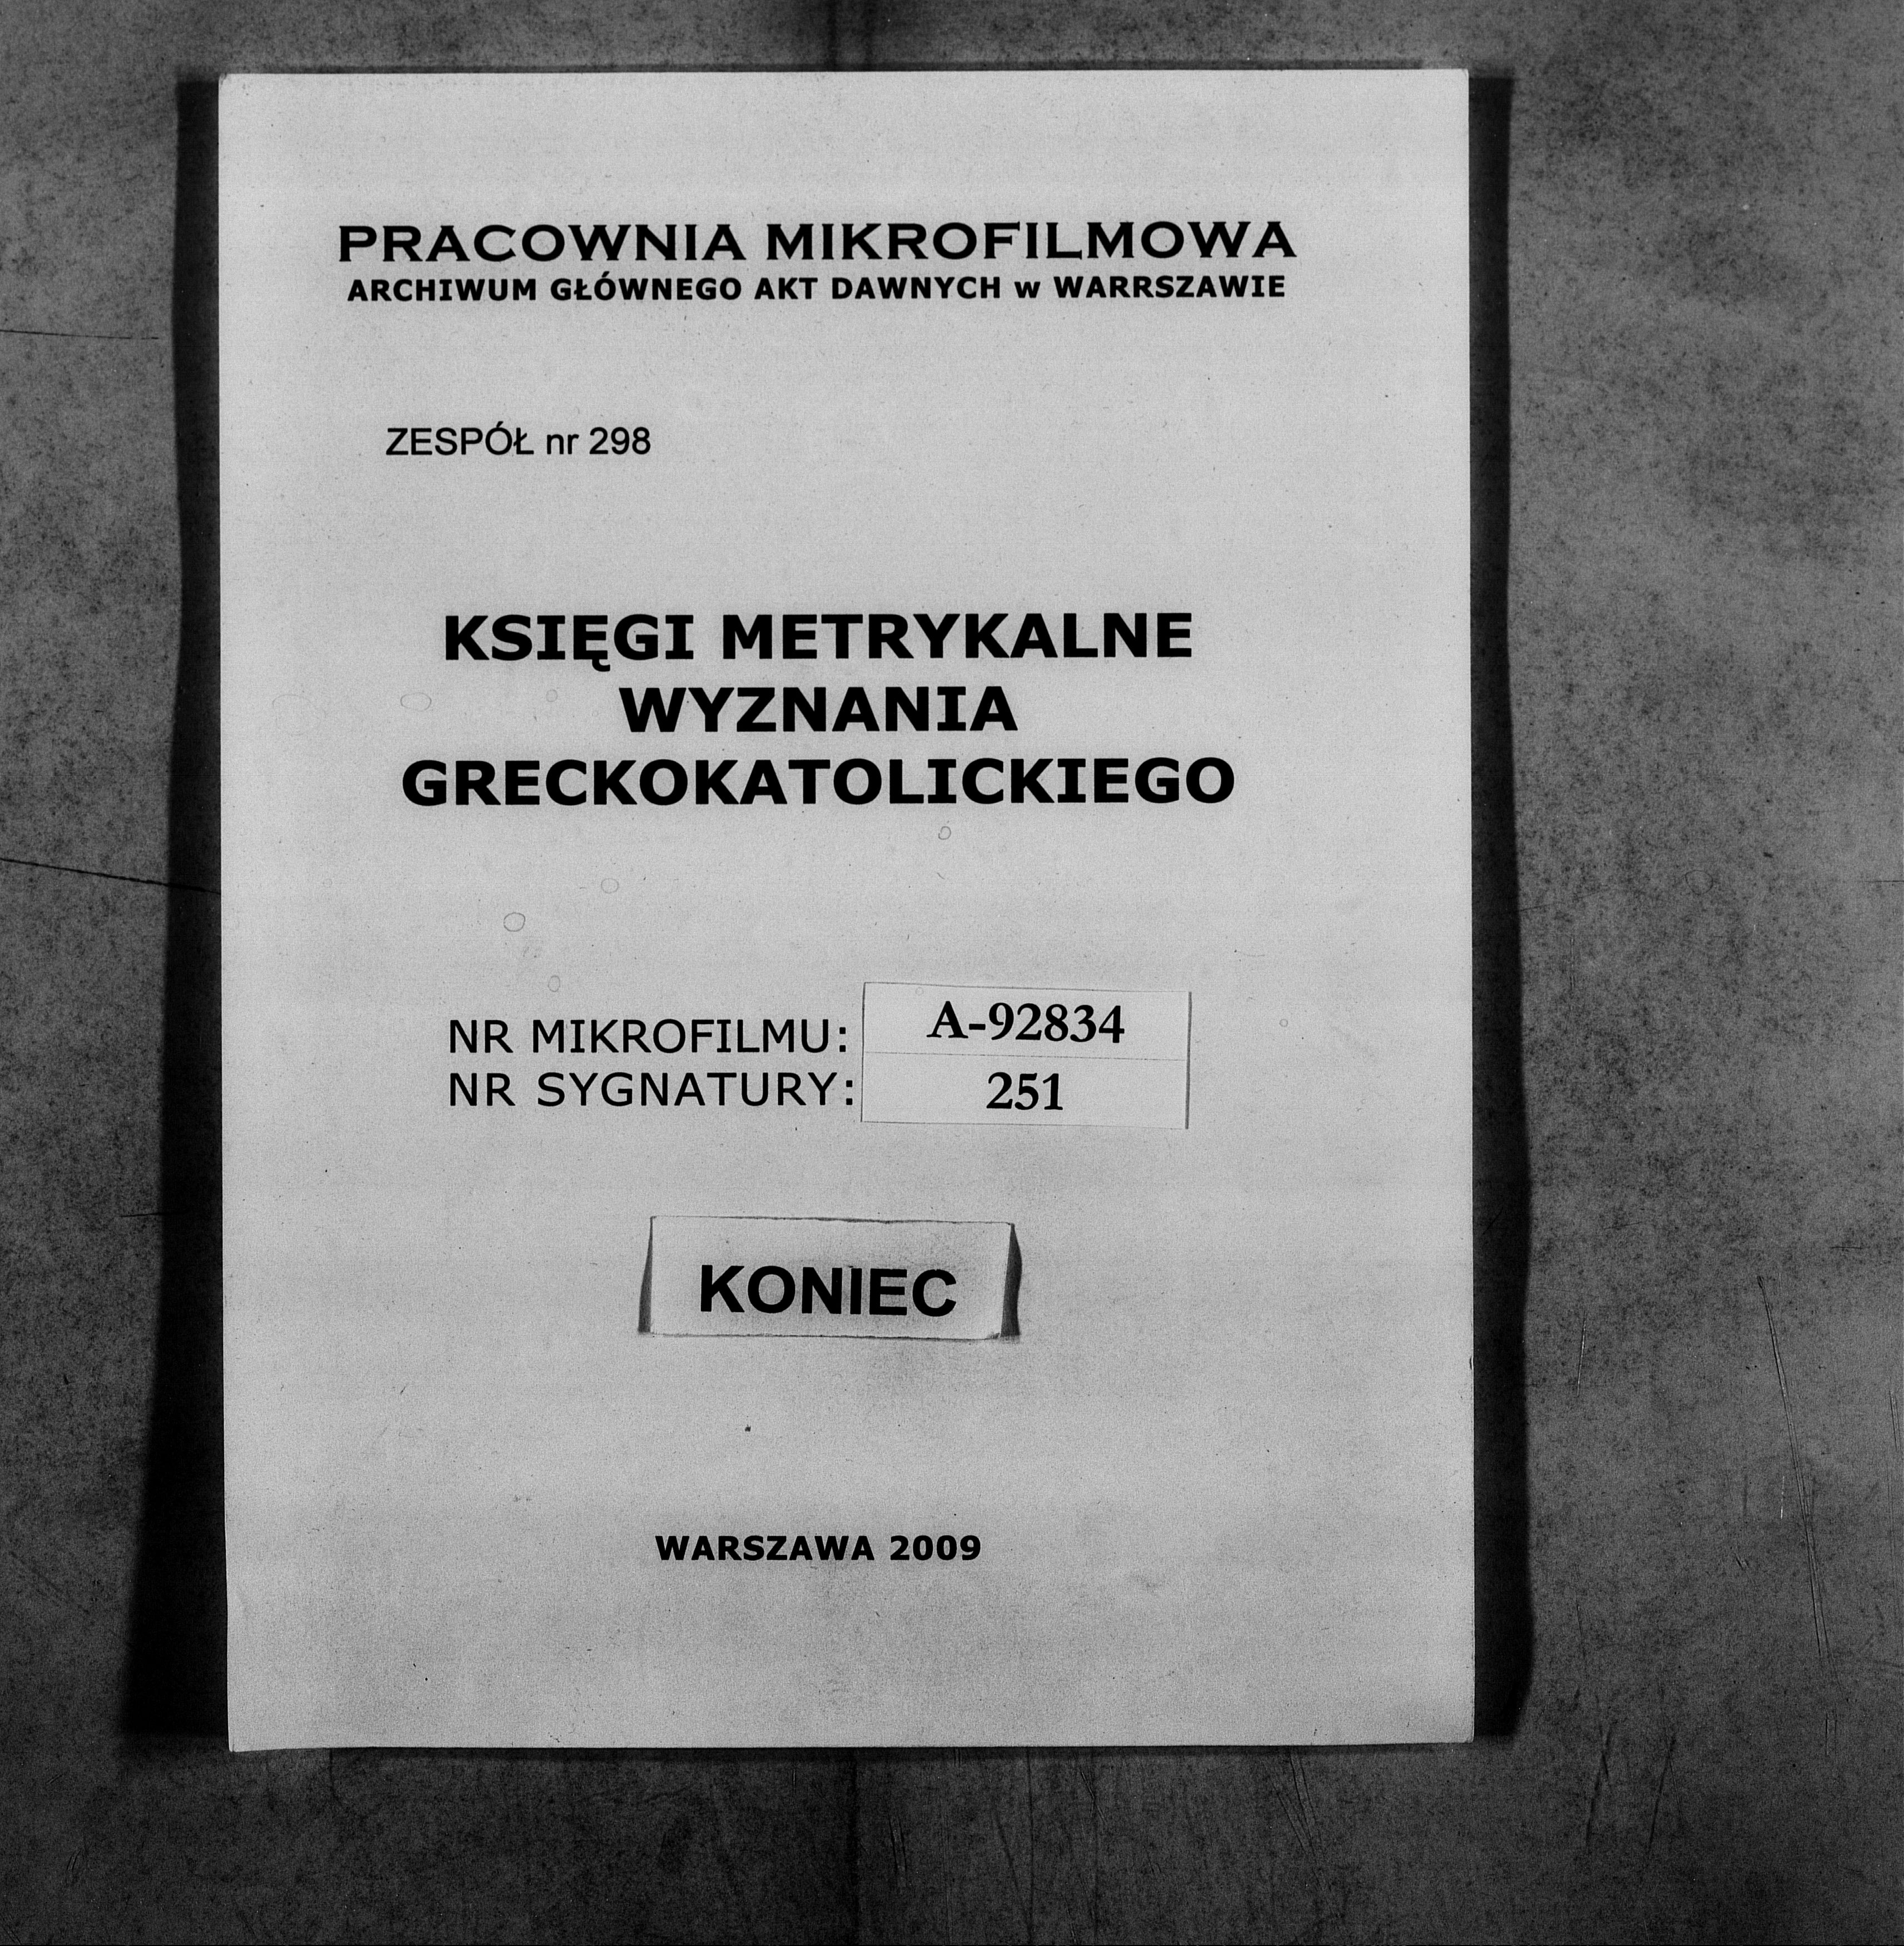 PRACOWNIA MIKROFILMOWA
ARCHIWUM GŁÓWNEGO AKT DAWNYCH w WARRSZAWIE
ZESPÓŁ nr 298
KSIĘGI METRYKALNE
WYZNANIA
GRECKOKATOLICKIEGO
NR MIKROFILMU: A-92834
NR SYGNATURY: 251
KONIEC
WARSZAWA 2009